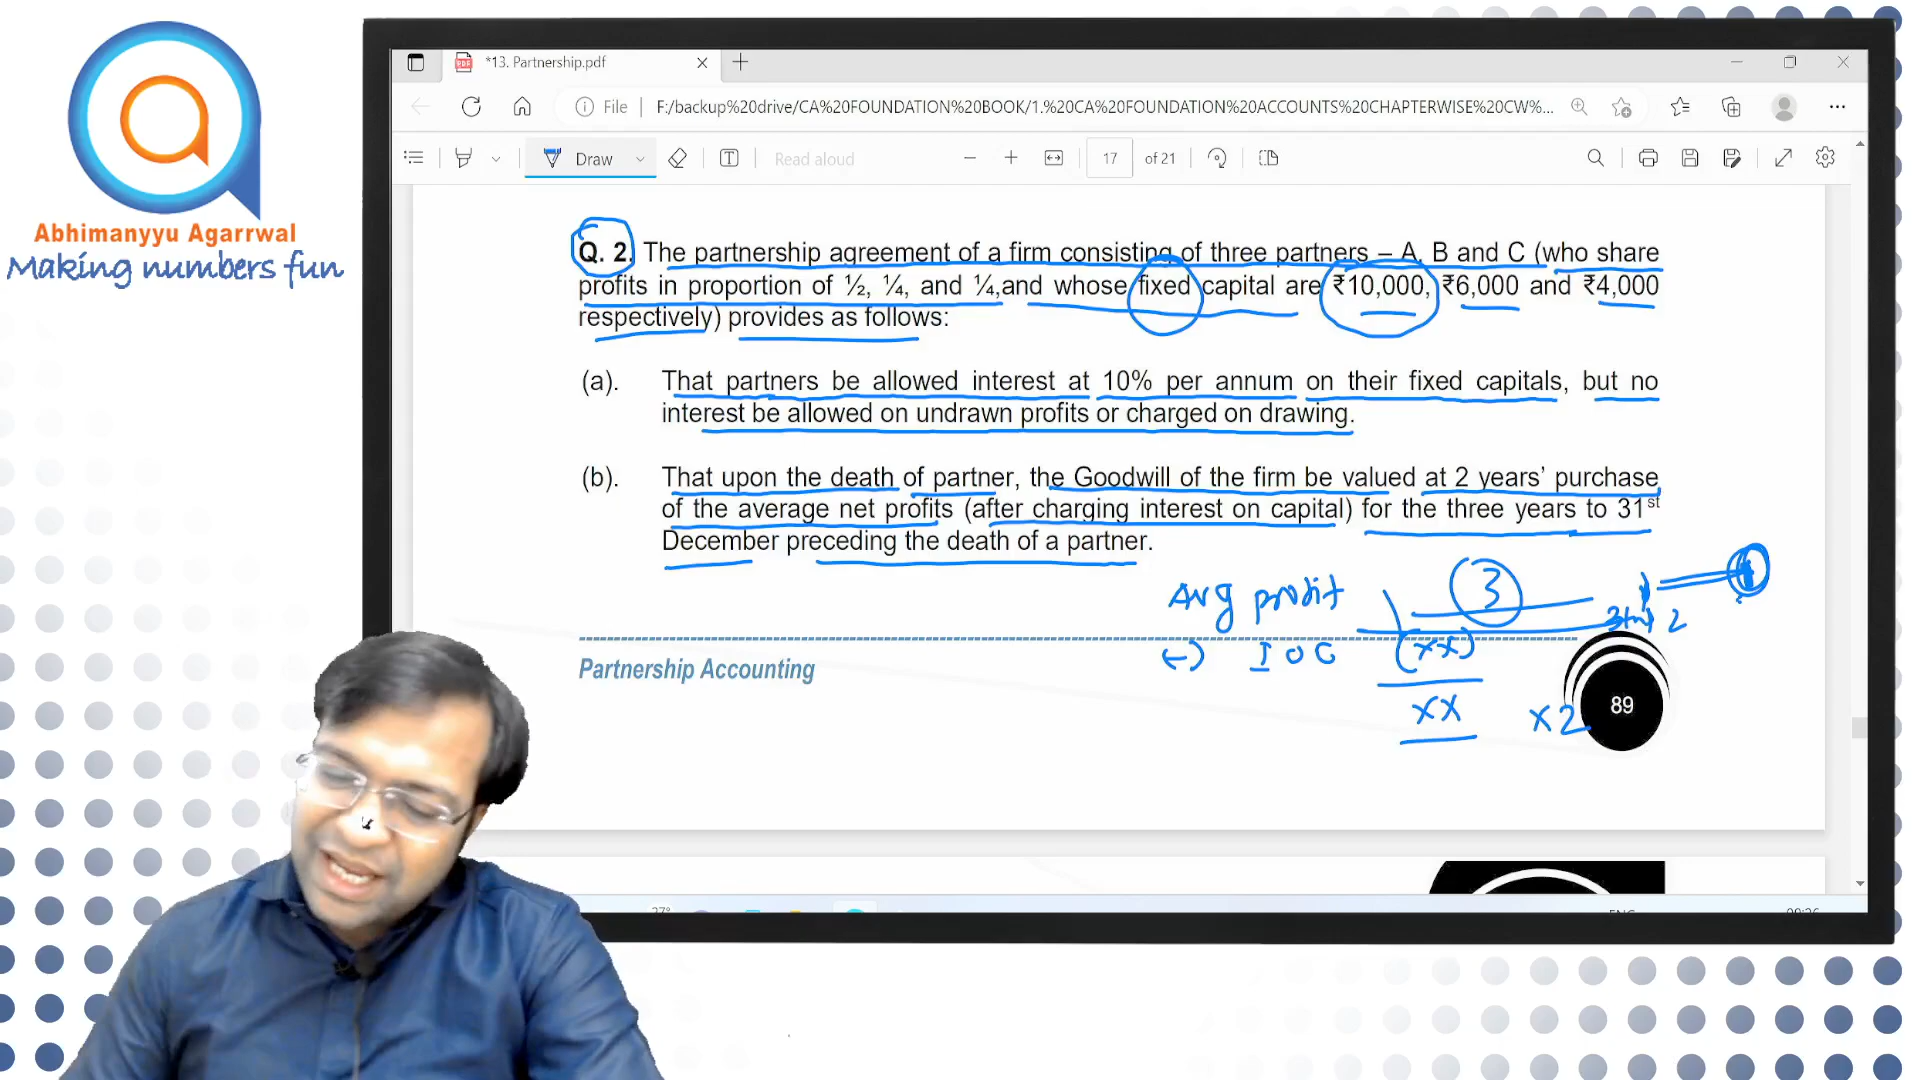 Abhimanyyu Agarrwal
Making numbers fun
*13. Partnership.pdf
File
F:/backup%20drive/CA%20FOUNDATION%20BOOK/1.%20CA%20FOUNDATION%20ACCOUNTS%20CHAPTERWISE%20CW%...
Draw
Read aloud
17
of 21
Q. 2. The partnership agreement of a firm consisting of three partners – A, B and C (who share
profits in proportion of ½, ¼, and ¼,and whose fixed capital are ₹10,000, ₹6,000 and ₹4,000
respectively) provides as follows:
(a). That partners be allowed interest at 10% per annum on their fixed capitals, but no
interest be allowed on undrawn profits or charged on drawing.
(b). That upon the death of partner, the Goodwill of the firm be valued at 2 years' purchase
of the average net profits (after charging interest on capital) for the three years to 31st
December preceding the death of a partner.
Avg profit 3
(-) IOC (xx)
xx x2
Partnership Accounting
89